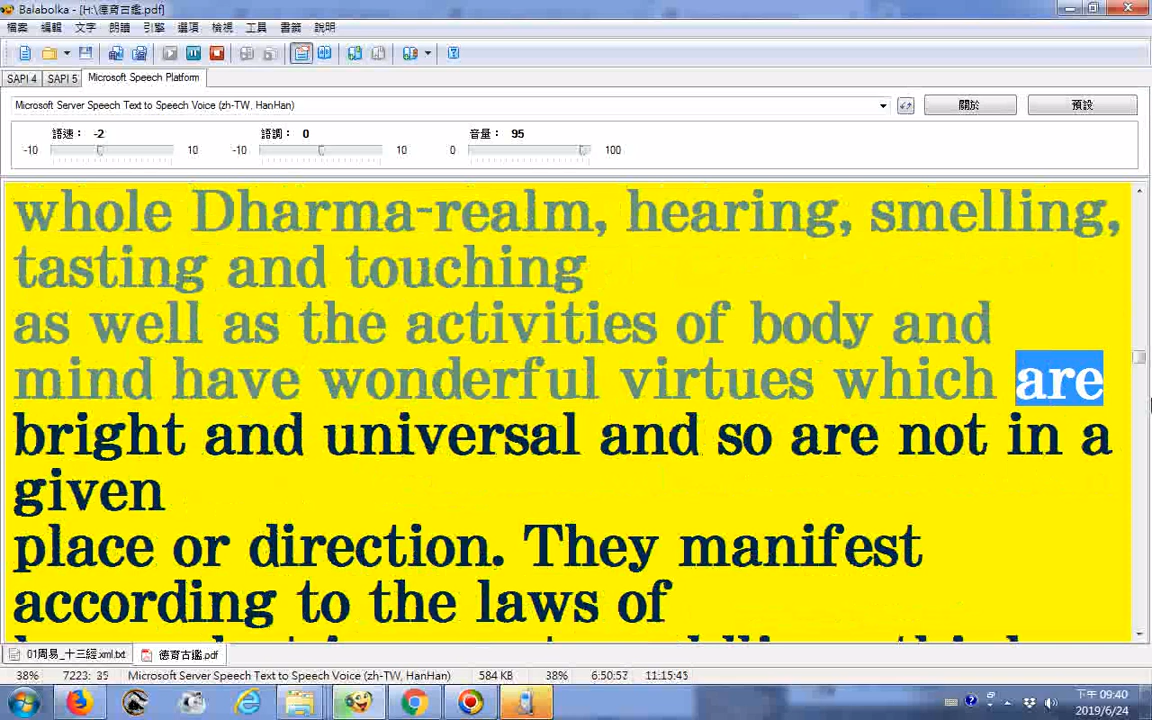 Balabolka - [H:\德育古鑑.pdf]
檔案 編輯 文字 朗讀 引擎 選項 檢視 工具 書籤 說明
SAPI 4 SAPI 5 Microsoft Speech Platform
Microsoft Server Speech Text to Speech Voice (zh-TW, HanHan) 關於 預設
語速： -2 語調： 0 音量： 95
-10 10 -10 10 0 100
whole Dharma-realm, hearing, smelling,
tasting and touching
as well as the activities of body and
mind have wonderful virtues which are
bright and universal and so are not in a
given
place or direction. They manifest
according to the laws of
01周易_十三經.xml.txt 德育古鑑.pdf
38% 7223: 35 Microsoft Server Speech Text to Speech Voice (zh-TW, HanHan) 584 KB 38% 6:50:57 11:15:45
下午 09:40
2019/6/24